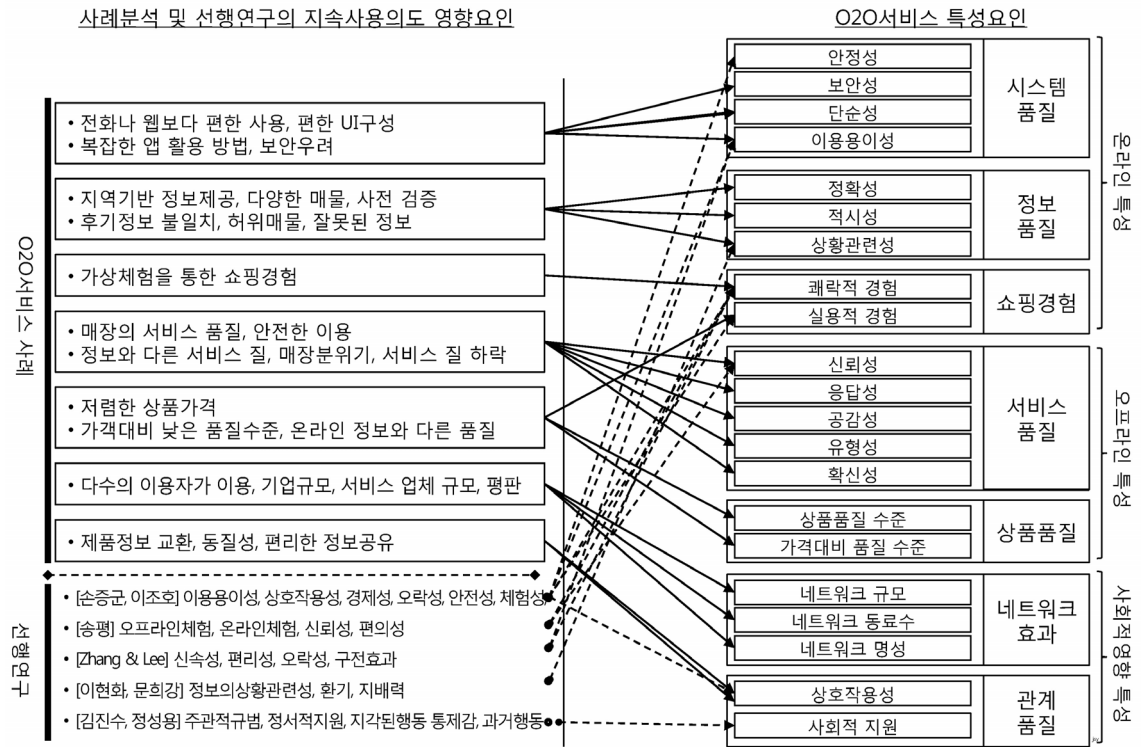 사례분석 및 선행연구의 지속사용의도 영향요인
O2O서비스 사례
• 전화나 웹보다 편한 사용, 편한 UI구성
• 복잡한 앱 활용 방법, 보안우려
• 지역기반 정보제공, 다양한 매물, 사전 검증
• 후기정보 불일치, 허위매물, 잘못된 정보
• 가상체험을 통한 쇼핑경험
• 매장의 서비스 품질, 안전한 이용
• 정보와 다른 서비스 질, 매장분위기, 서비스 질 하락
• 저렴한 상품가격
• 가객대비 낮은 품질수준, 온라인 정보와 다른 품질
• 다수의 이용자가 이용, 기업규모, 서비스 업체 규모, 평판
• 제품정보 교환, 동질성, 편리한 정보공유
선행연구
• [손증군, 이조호] 이용용이성, 상호작용성, 경제성, 오락성, 안전성, 체험성
• [송평] 오프라인체험, 온라인체험, 신뢰성, 편의성
• [Zhang & Lee] 신속성, 편리성, 오락성, 구전효과
• [이현화, 문희강] 정보의상황관련성, 환기, 지배력
• [김진수, 정성용] 주관적규범, 정서적지원, 지각된행동 통제감, 과거행동
O2O서비스 특성요인
안정성
보안성
단순성
이용용이성
시스템
품질
정확성
적시성
상황관련성
정보
품질
쾌락적 경험
실용적 경험
쇼핑경험
온라인 특성
신뢰성
응답성
공감성
유형성
확신성
서비스
품질
상품품질 수준
가격대비 품질 수준
상품품질
오프라인 특성
네트워크 규모
네트워크 동료수
네트워크 명성
네트워크
효과
상호작용성
사회적 지원
관계
품질
사회적영향 특성